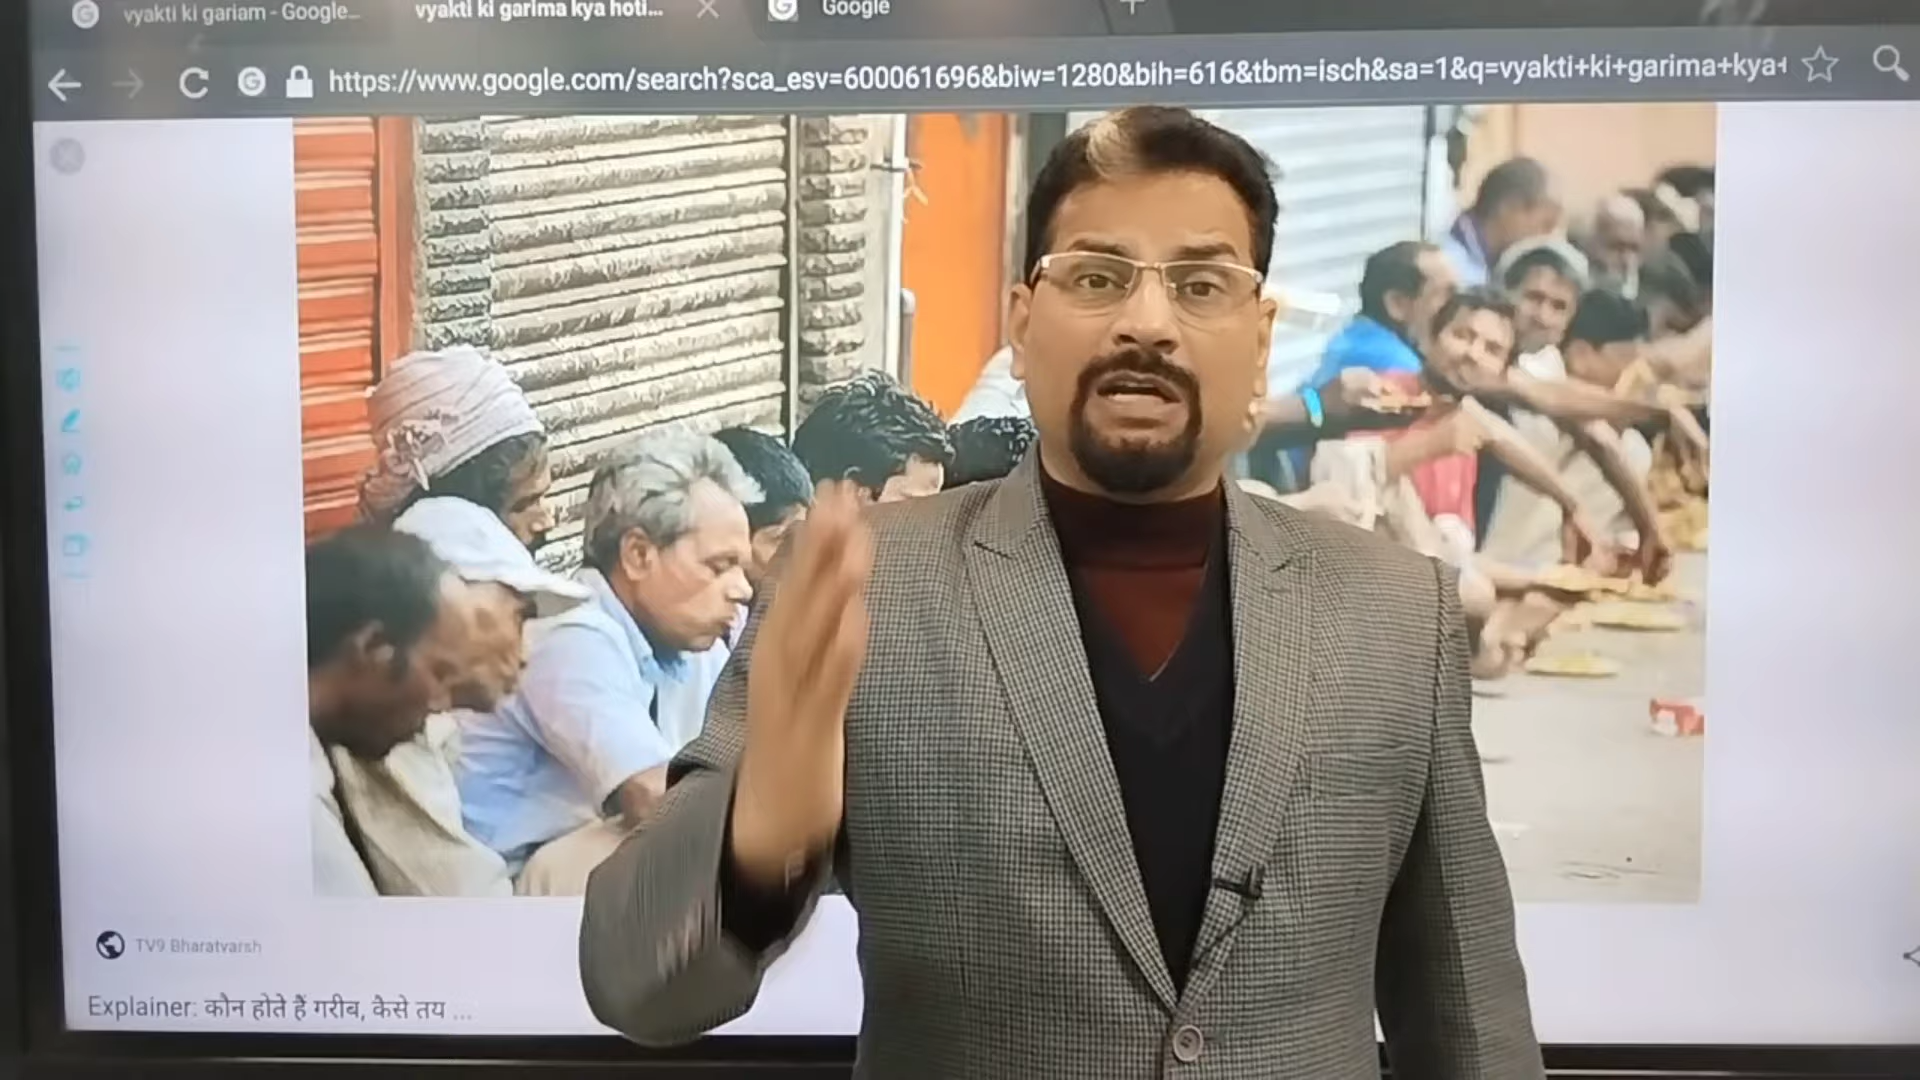 vyakti ki gariam - Google...
vyakti ki garima kya hoti...
Google
https://www.google.com/search?sca_esv=600061696&biw=1280&bih=616&tbm=isch&sa=1&q=vyakti+ki+garima+kya+
TV9 Bharatvarsh
Explainer: कौन होते हैं गरीब, कैसे तय ...